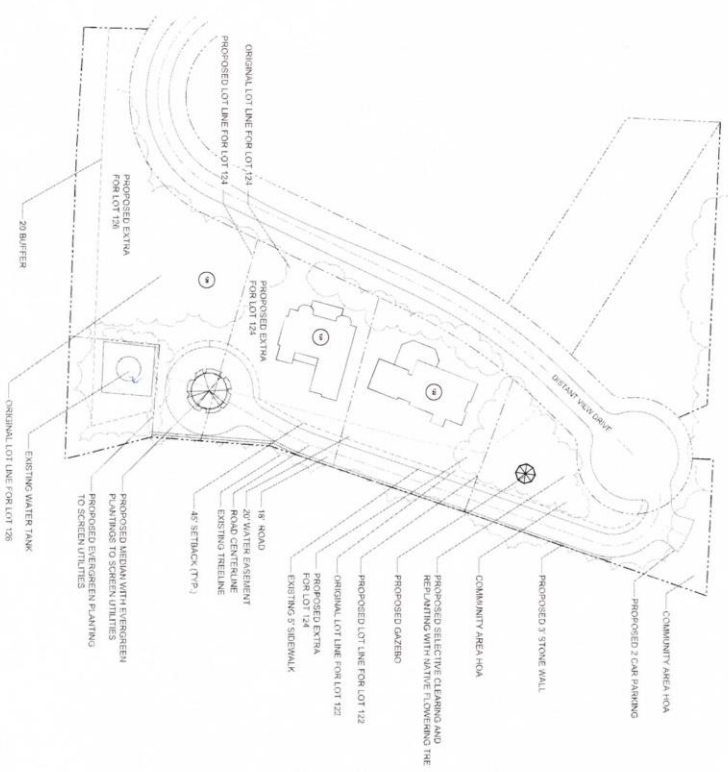 ORIGINAL LOT LINE FOR LOT 124
PROPOSED LOT LINE FOR LOT 124
PROPOSED EXTRA
FOR LOT 126
20 BUFFER
PROPOSED EXTRA
FOR LOT 124
DISTANT VIEW DRIVE
COMMUNITY AREA HOA
PROPOSED 2 CAR PARKING
PROPOSED 3' STONE WALL
COMMUNITY AREA HOA
PROPOSED SELECTIVE CLEARING AND
REPLANTING WITH NATIVE FLOWERING TRE
PROPOSED GAZEBO
PROPOSED LOT LINE FOR LOT 122
ORIGINAL LOT LINE FOR LOT 122
PROPOSED EXTRA
FOR LOT 124
EXISTING 5' SIDEWALK
18' ROAD
20' WATER EASEMENT
ROAD CENTERLINE
EXISTING TREELINE
45' SETBACK (TYP.)
PROPOSED MEDIAN WITH EVERGREEN
PLANTINGS TO SCREEN UTILITIES
PROPOSED EVERGREEN PLANTING
TO SCREEN UTILITIES
EXISTING WATER TANK
ORIGINAL LOT LINE FOR LOT 126